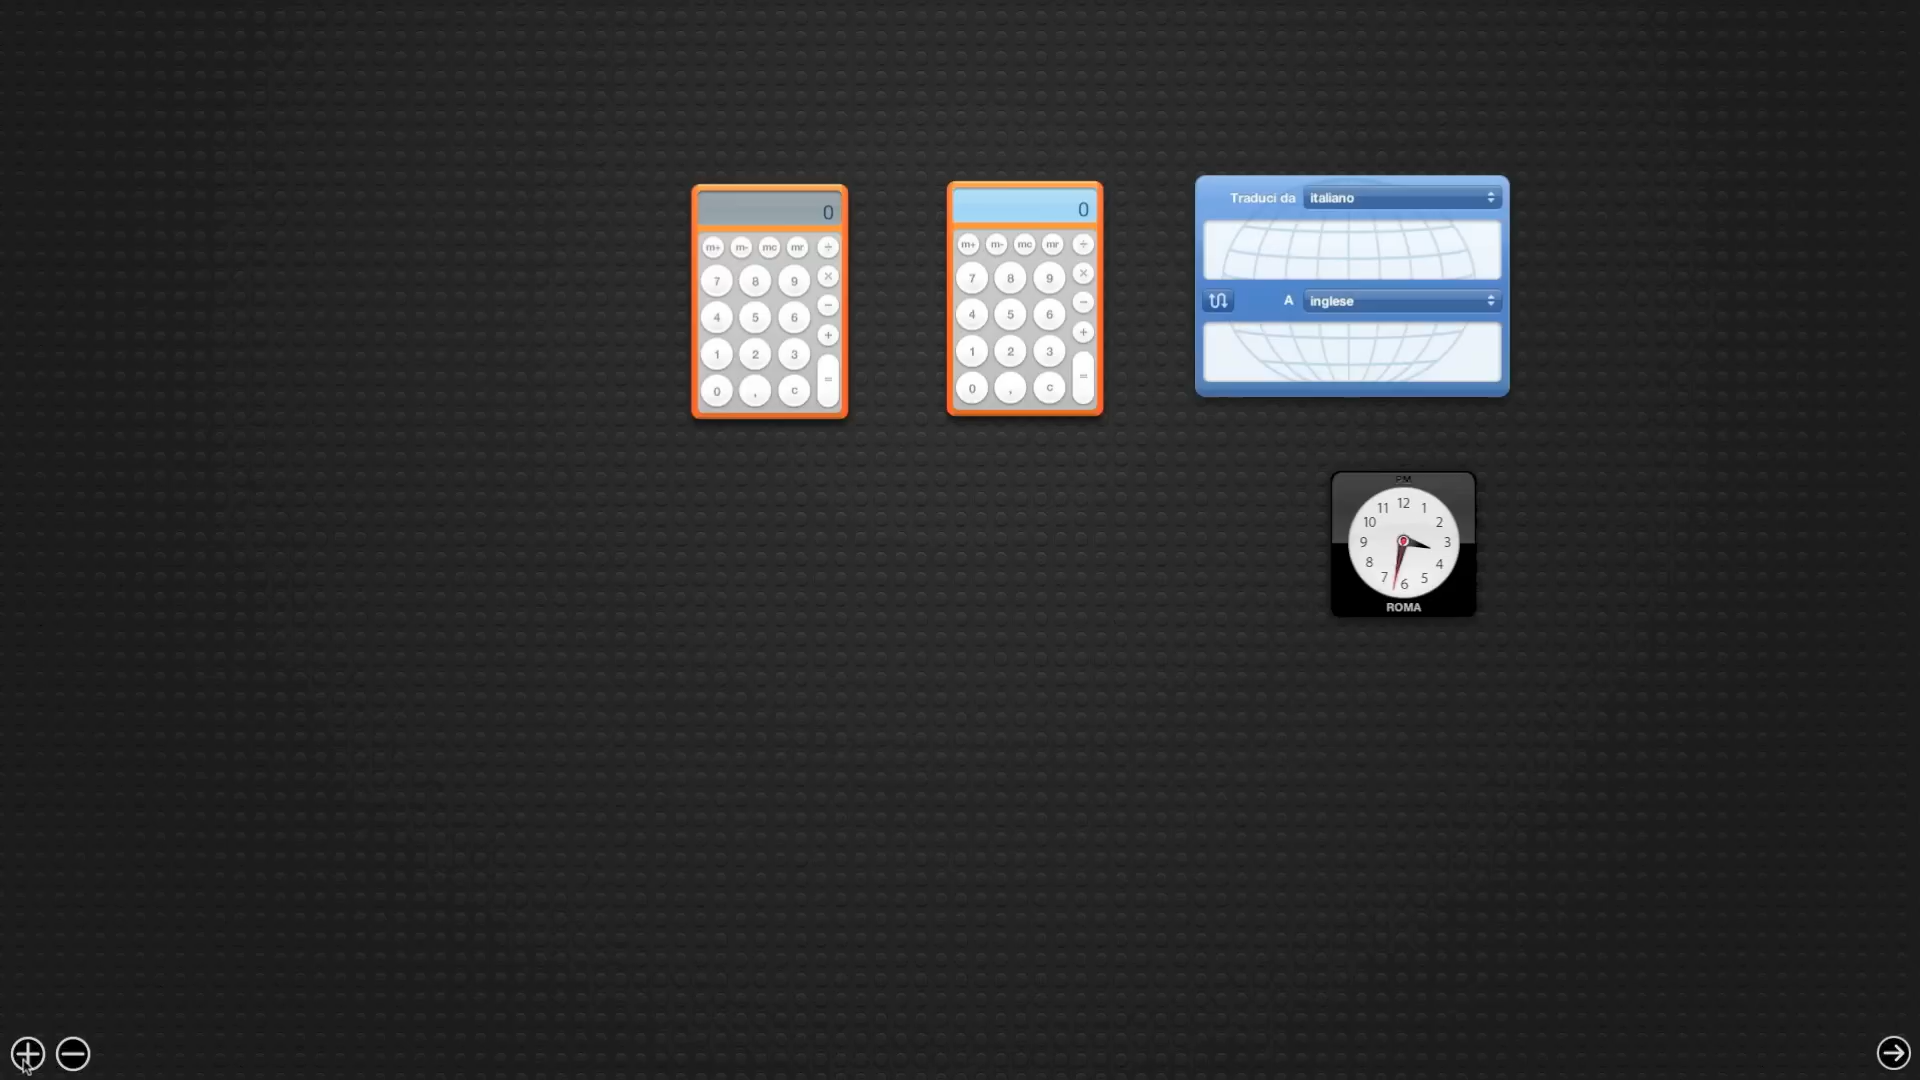 0
m+ m- mc mr ÷
7 8 9 ×
4 5 6 −
1 2 3 +
0 , c =
0
m+ m- mc mr ÷
7 8 9 ×
4 5 6 −
1 2 3 +
0 , c =
Traduci da italiano
A inglese
PM
12
11 1
10 2
9 3
8 4
7 5
6
ROMA